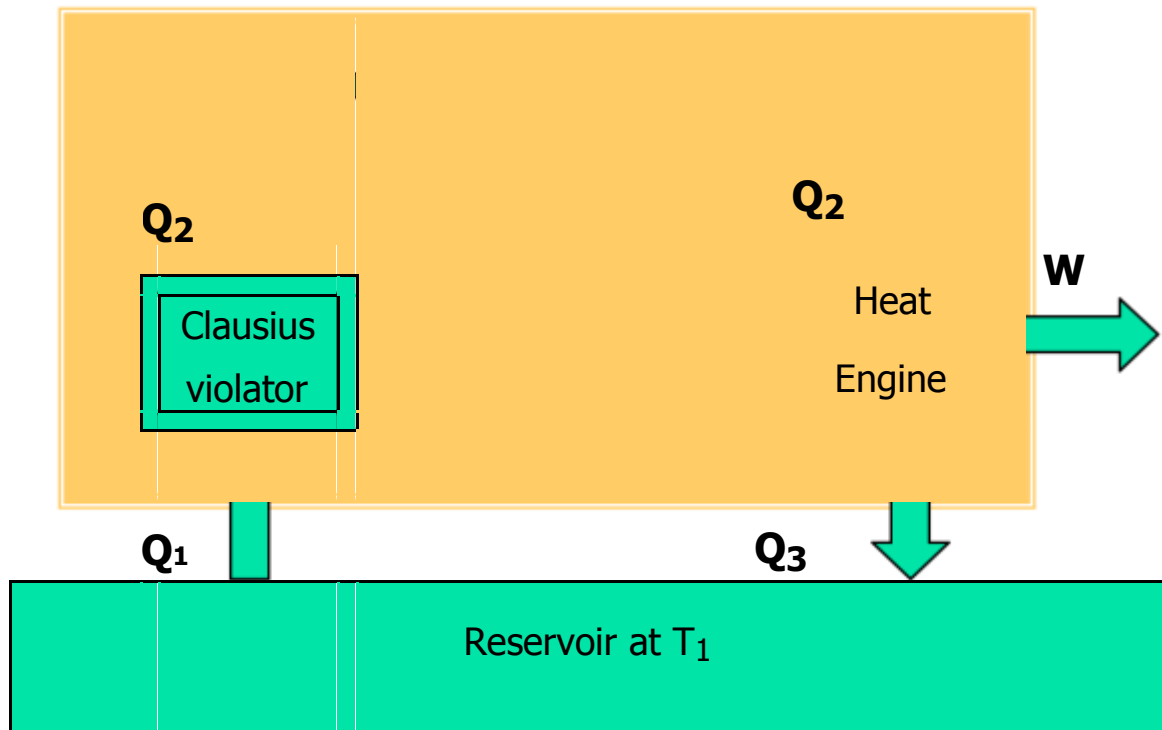 Q₂
Q₂
W
Heat
Clausius
Engine
violator
Q₁
Q₃
Reservoir at T₁